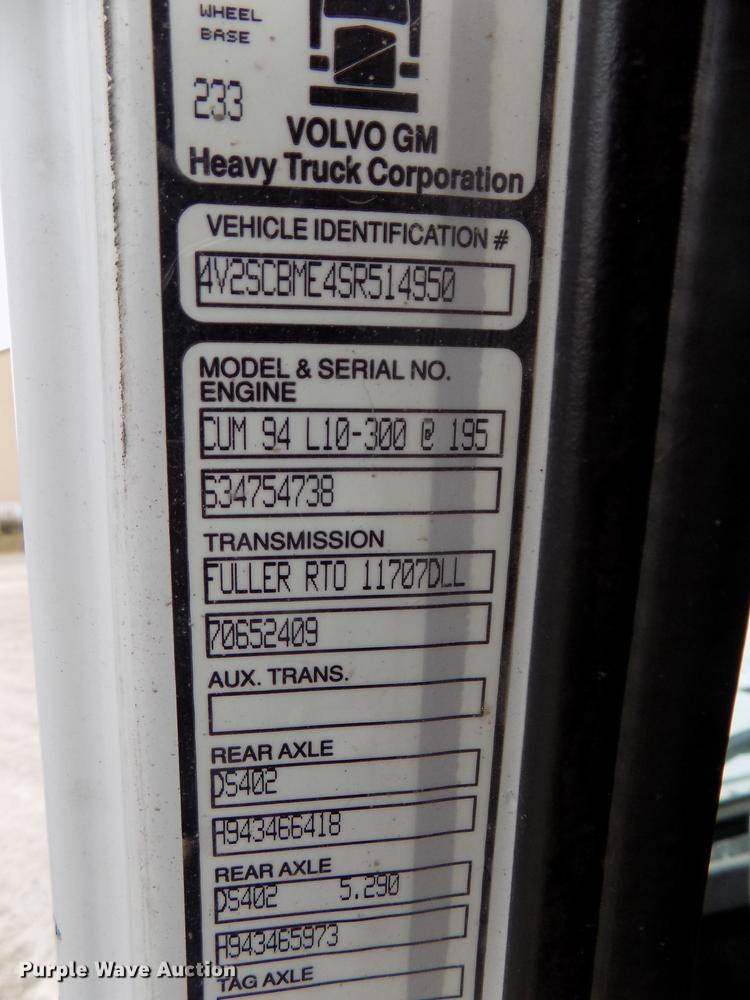 WHEEL
BASE
233
VOLVO GM
Heavy Truck Corporation
VEHICLE IDENTIFICATION #
4V2SCBME4SR514950
MODEL & SERIAL NO.
ENGINE
CUM 94 L10-300 @ 195
634754738
TRANSMISSION
FULLER RTO 11707DLL
70652409
AUX. TRANS.
REAR AXLE
DS402
A943466418
REAR AXLE
DS402 5.290
A943465973
TAG AXLE
Purple Wave Auction